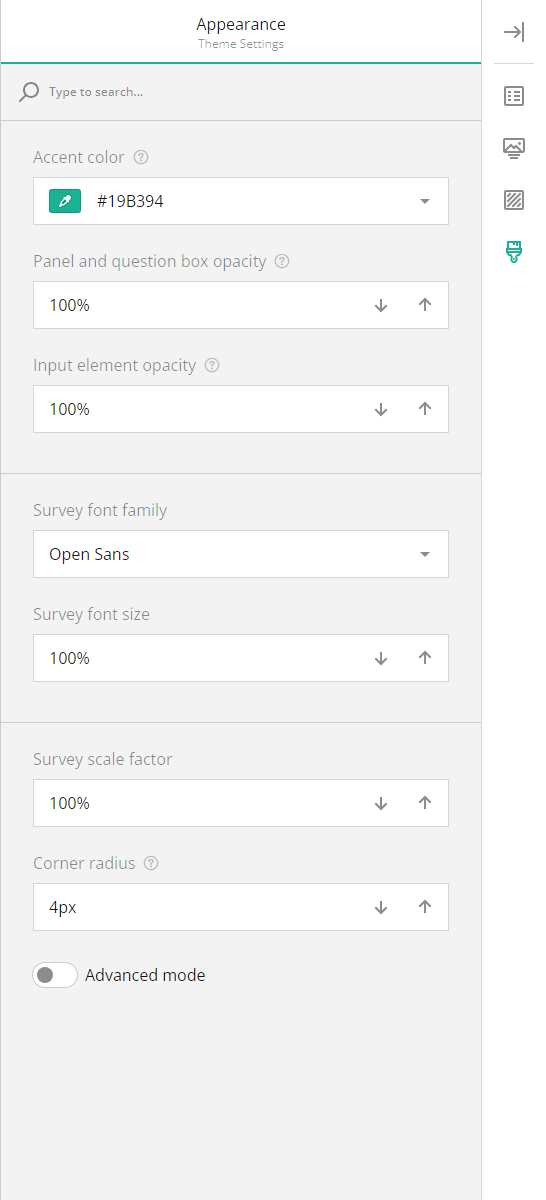 Appearance
Theme Settings
Type to search...
Accent color
#19B394
Panel and question box opacity
100%
Input element opacity
100%
Survey font family
Open Sans
Survey font size
100%
Survey scale factor
100%
Corner radius
4px
Advanced mode